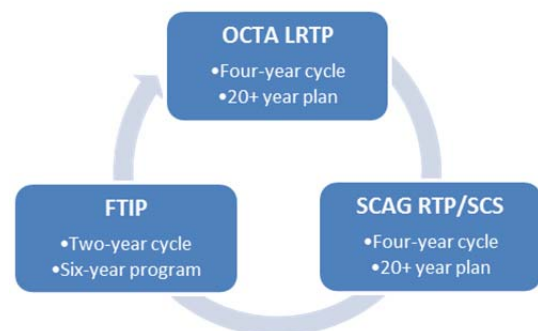 OCTA LRTP
•Four-year cycle
•20+ year plan
FTIP
•Two-year cycle
•Six-year program
SCAG RTP/SCS
•Four-year cycle
•20+ year plan